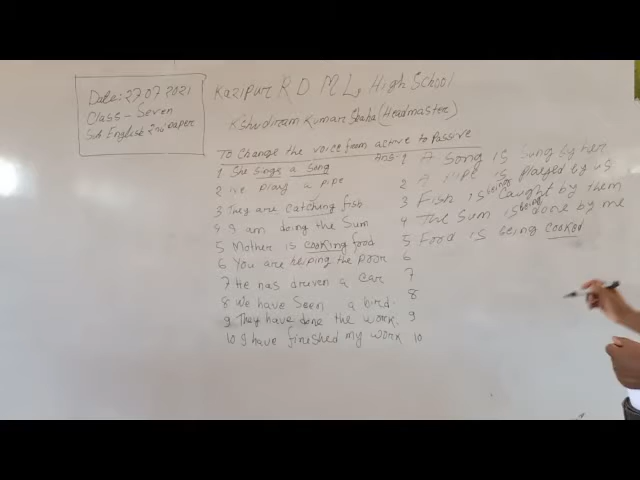 Date: 27.07.2021
Class - Seven
Sub English 2nd paper
Kazipur R D M L High School
Kshudiram Kumar Shaha (Headmaster)
To Change the voice from active to Passive
1 She sings a song
2 we play a pipe
3 They are catching fish
4 I am doing the Sum
5 Mother is cooking food
6 You are helping the poor
7 He has driven a car
8 We have seen a bird.
9 They have done the work.
10 I have finished my work
Ans: 1 A song is sung by her
2 A pipe is played by us
3 Fish is being caught by them
4 The Sum is being done by me
5 Food is being cooked
6
7
8
9
10